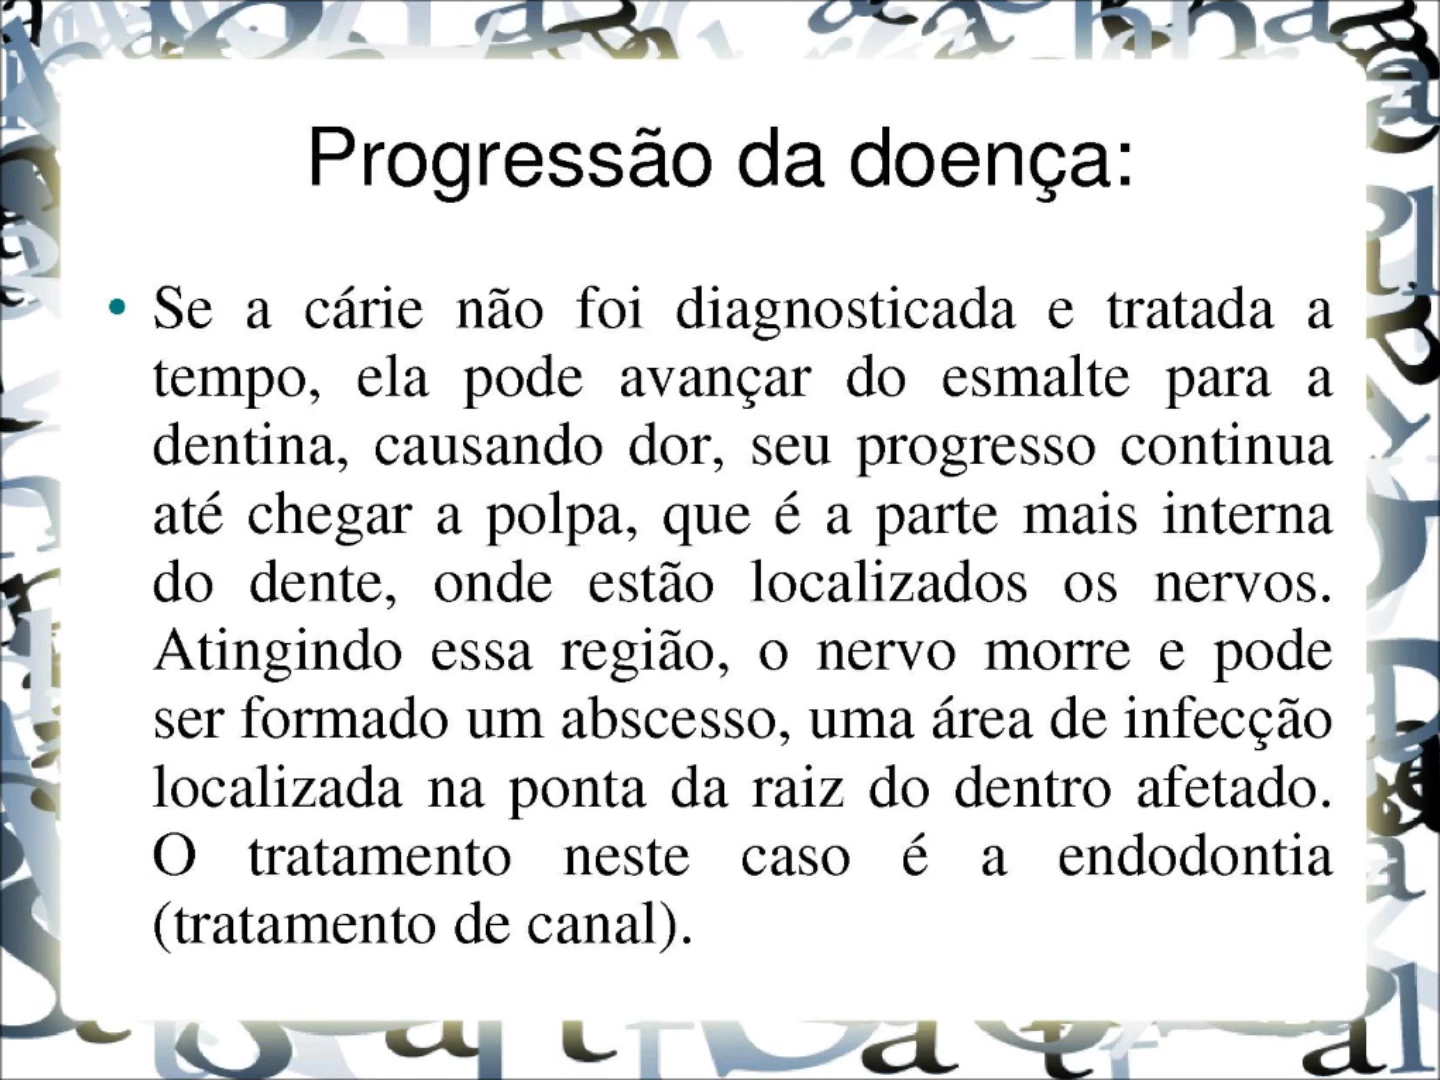 Progressão da doença:
• Se a cárie não foi diagnosticada e tratada a
tempo, ela pode avançar do esmalte para a
dentina, causando dor, seu progresso continua
até chegar a polpa, que é a parte mais interna
do dente, onde estão localizados os nervos.
Atingindo essa região, o nervo morre e pode
ser formado um abscesso, uma área de infecção
localizada na ponta da raiz do dentro afetado.
O tratamento neste caso é a endodontia
(tratamento de canal).